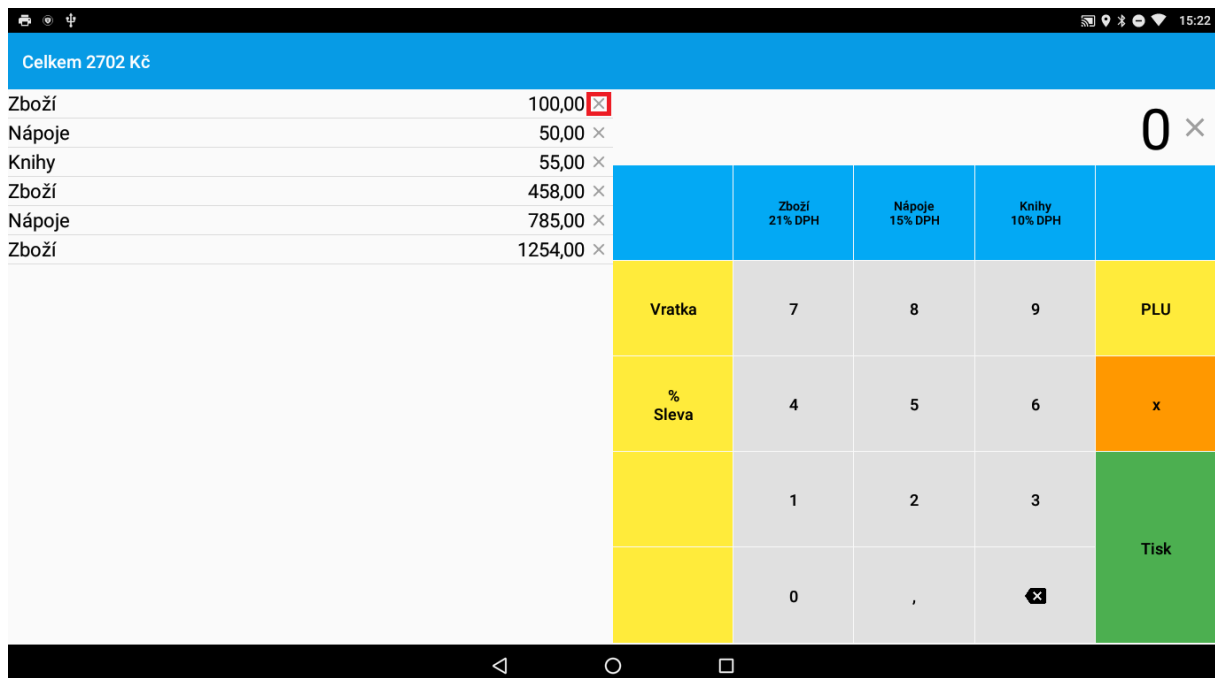 15:22
Celkem 2702 Kč
Zboží 100,00
Nápoje 50,00
Knihy 55,00
Zboží 458,00
Nápoje 785,00
Zboží 1254,00
0
Zboží 21% DPH
Nápoje 15% DPH
Knihy 10% DPH
Vratka 7 8 9 PLU
% Sleva 4 5 6 x
1 2 3
Tisk
0 ,